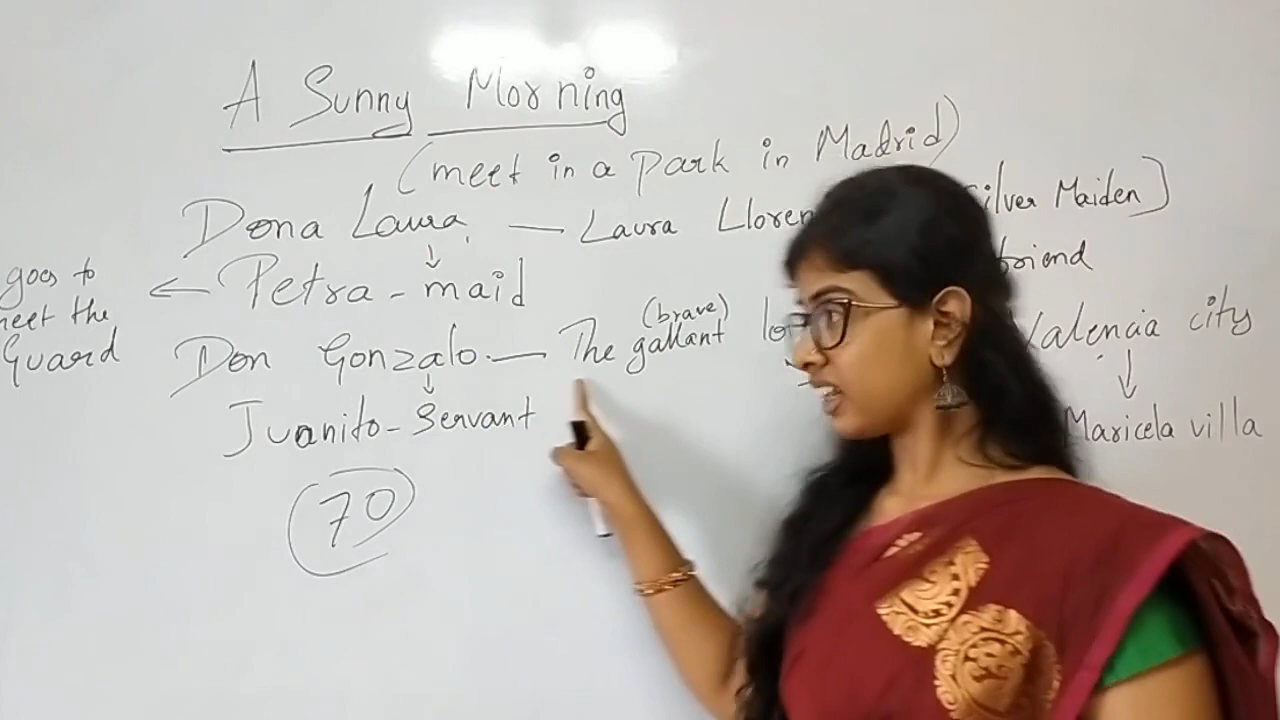 A Sunny Morning
(meet in a Park in Madrid)
Dona Laura — Laura Lloren Silver Maiden]
↓
goes to ← Petra - maid friend
meet the (brave)
Guard Don Gonzalo. — The gallant Valencia city
↓ ↓
Juanito - Servant Maricela villa
70